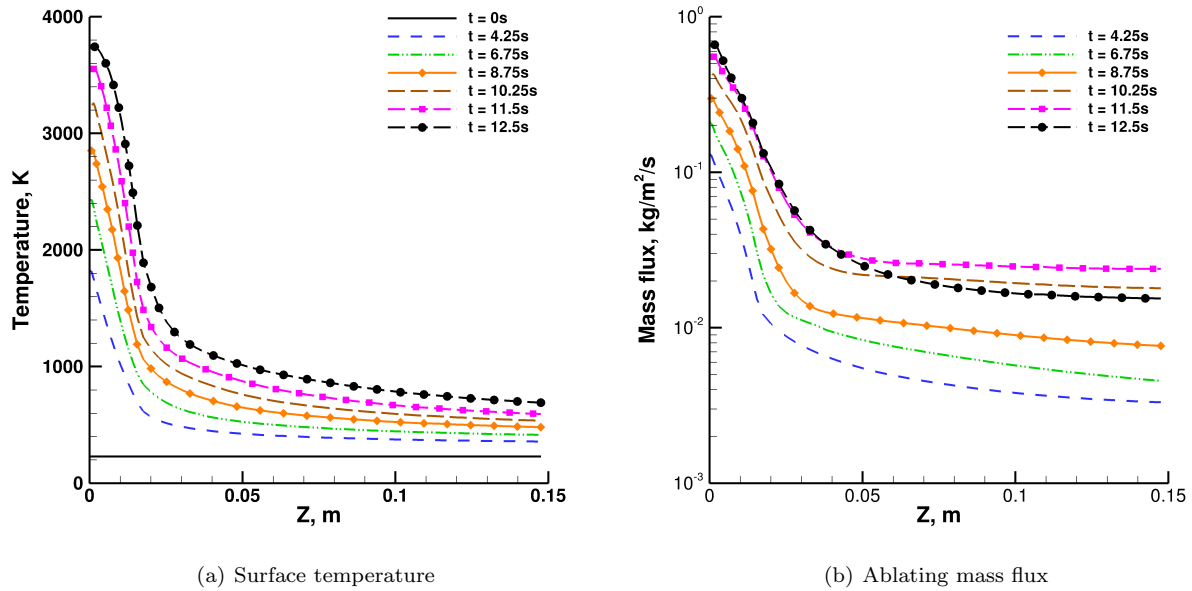 4000
3000
2000
1000
0
Temperature, K
0
0.05
0.1
0.15
Z, m
t = 0s
t = 4.25s
t = 6.75s
t = 8.75s
t = 10.25s
t = 11.5s
t = 12.5s
(a) Surface temperature
10⁰
10⁻¹
10⁻²
10⁻³
Mass flux, kg/m²/s
0
0.05
0.1
0.15
Z, m
t = 4.25s
t = 6.75s
t = 8.75s
t = 10.25s
t = 11.5s
t = 12.5s
(b) Ablating mass flux